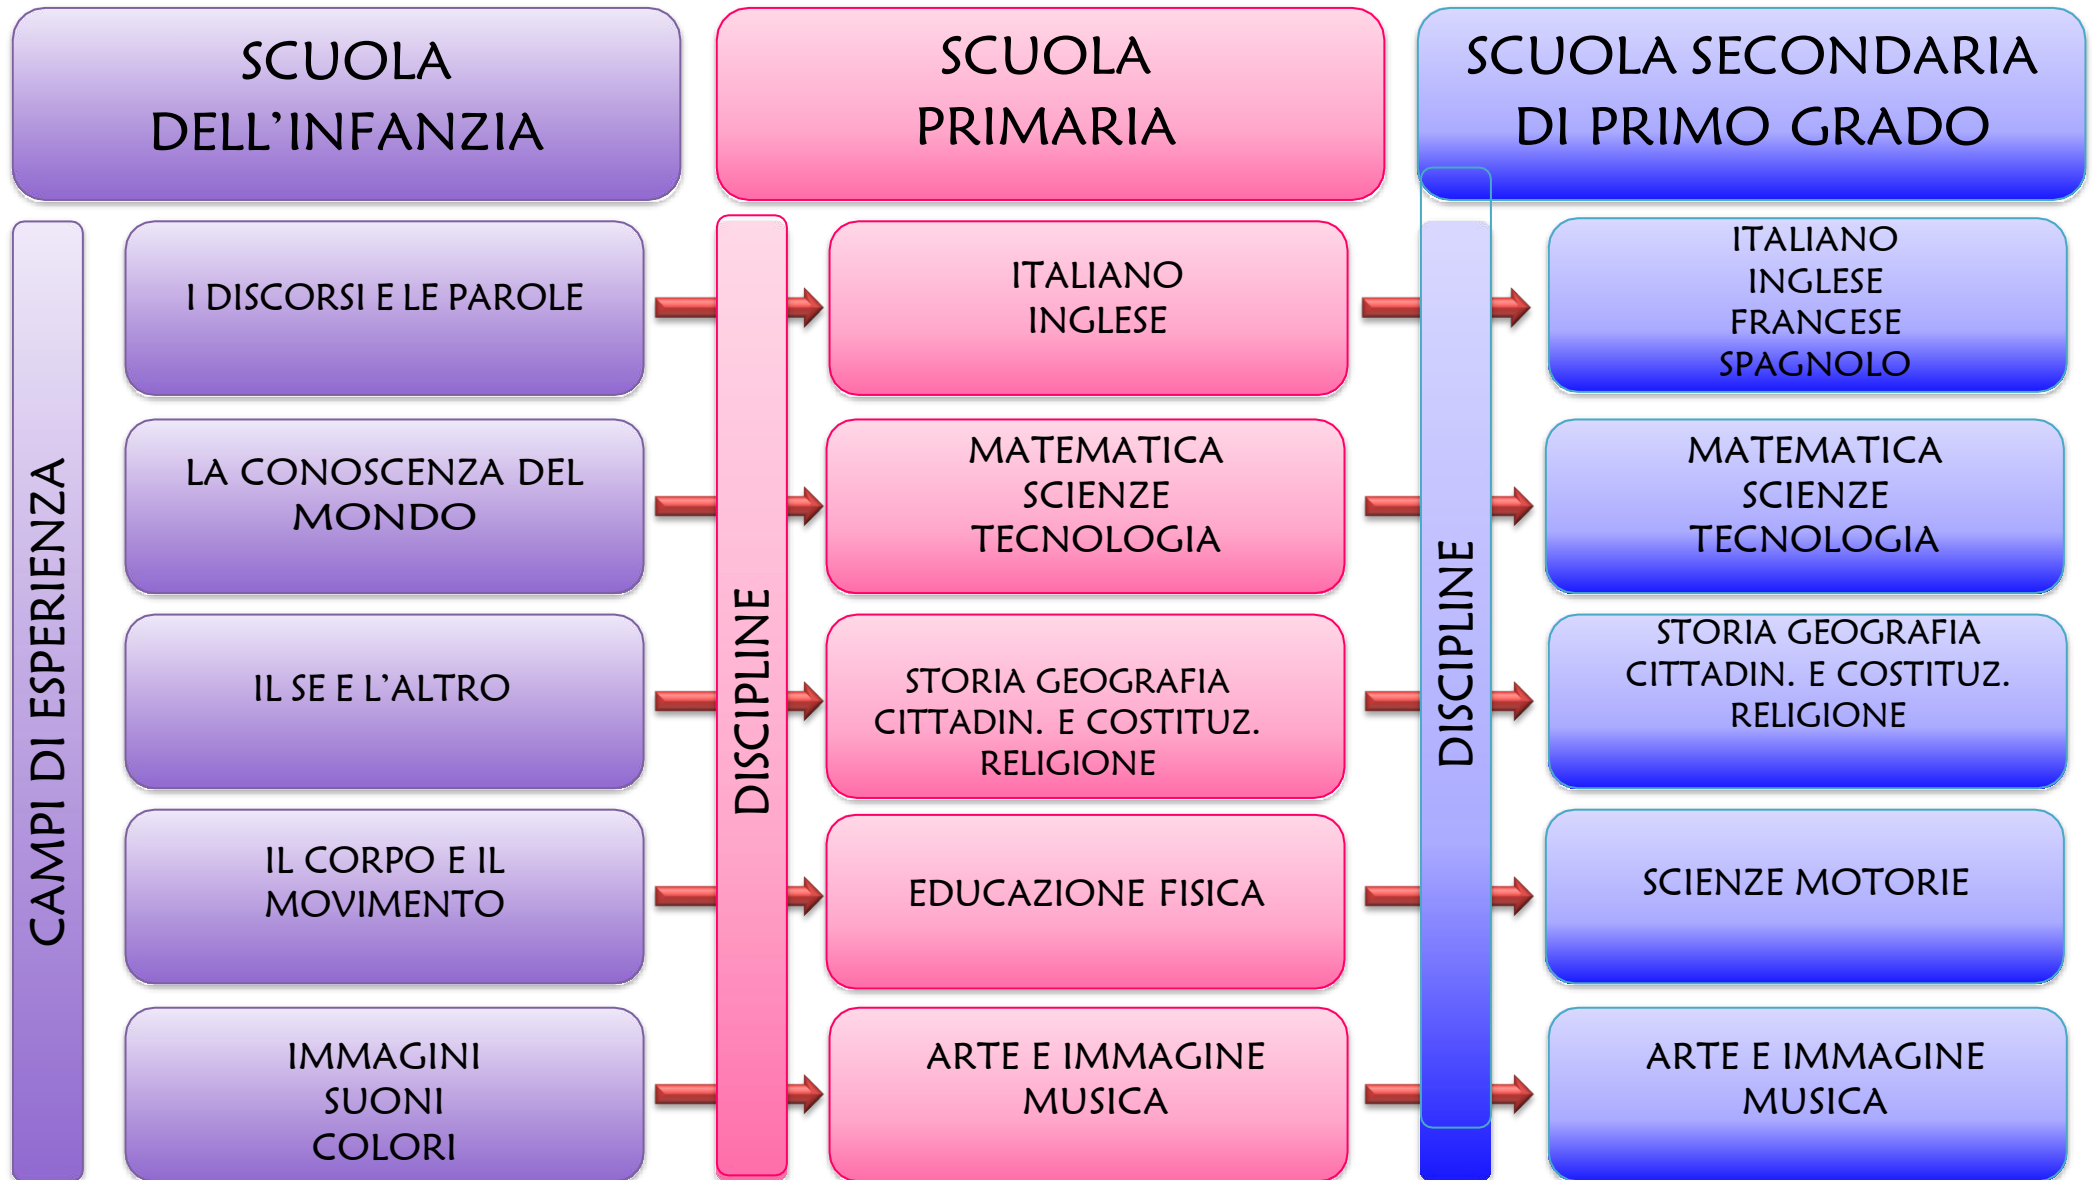 SCUOLA
DELL’INFANZIA
SCUOLA
PRIMARIA
SCUOLA SECONDARIA
DI PRIMO GRADO
CAMPI DI ESPERIENZA
I DISCORSI E LE PAROLE
DISCIPLINE
ITALIANO
INGLESE
DISCIPLINE
ITALIANO
INGLESE
FRANCESE
SPAGNOLO
LA CONOSCENZA DEL
MONDO
MATEMATICA
SCIENZE
TECNOLOGIA
MATEMATICA
SCIENZE
TECNOLOGIA
IL SE E L’ALTRO
STORIA GEOGRAFIA
CITTADIN. E COSTITUZ.
RELIGIONE
STORIA GEOGRAFIA
CITTADIN. E COSTITUZ.
RELIGIONE
IL CORPO E IL
MOVIMENTO
EDUCAZIONE FISICA
SCIENZE MOTORIE
IMMAGINI
SUONI
COLORI
ARTE E IMMAGINE
MUSICA
ARTE E IMMAGINE
MUSICA